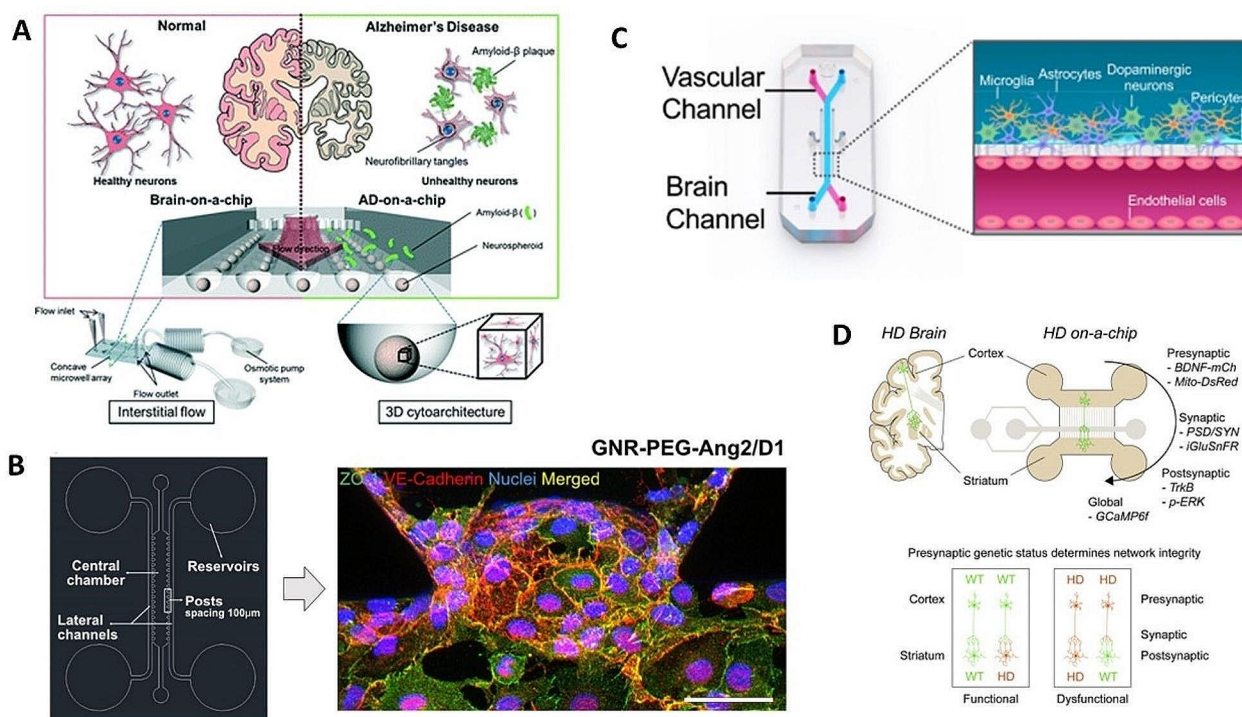 A
Normal
Alzheimer's Disease
Amyloid-β plaque
Neurofibrillary tangles
Healthy neurons
Unhealthy neurons
Brain-on-a-chip
AD-on-a-chip
Amyloid-β ( )
Flow direction
Neurospheroid
Flow inlet
Concave
microwell array
Flow outlet
Osmotic pump
system
Interstitial flow
3D cytoarchitecture
B
Central
chamber
Reservoirs
Posts
spacing 100µm
Lateral
channels
GNR-PEG-Ang2/D1
VE-Cadherin Nuclei Merged
C
Vascular
Channel
Brain
Channel
Microglia
Astrocytes
Dopaminergic
neurons
Pericytes
Endothelial cells
D
HD Brain
HD on-a-chip
Cortex
Striatum
Presynaptic
- BDNF-mCh
- Mito-DsRed
Synaptic
- PSD/SYN
- iGluSnFR
Postsynaptic
- TrkB
- p-ERK
Global
- GCaMP6f
Presynaptic genetic status determines network integrity
WT WT HD HD
Cortex
Presynaptic
Synaptic
Striatum
Postsynaptic
WT HD HD WT
Functional
Dysfunctional